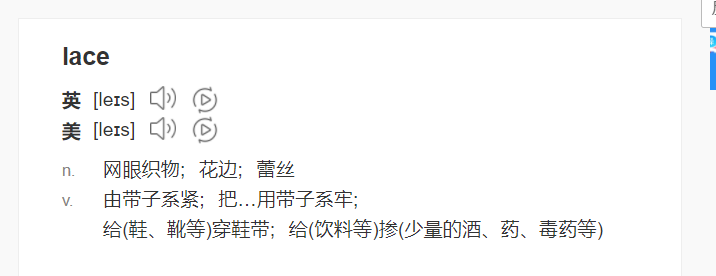 lace
英 [leɪs]
美 [leɪs]
n. 网眼织物；花边；蕾丝
v. 由带子系紧；把…用带子系牢；
给(鞋、靴等)穿鞋带；给(饮料等)掺(少量的酒、药、毒药等)